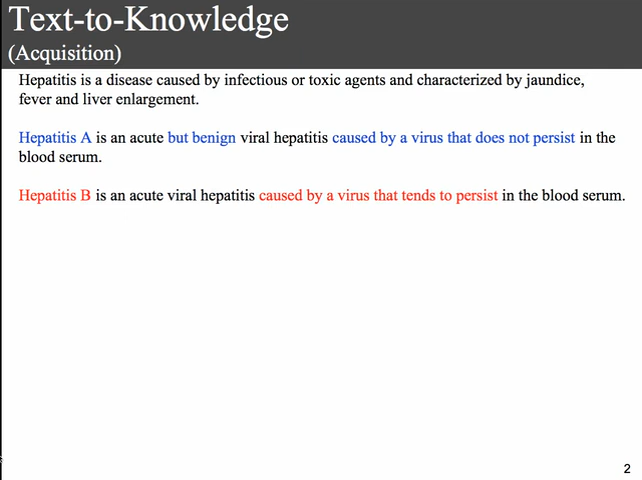 Text-to-Knowledge
(Acquisition)
Hepatitis is a disease caused by infectious or toxic agents and characterized by jaundice,
fever and liver enlargement.
Hepatitis A is an acute but benign viral hepatitis caused by a virus that does not persist in the
blood serum.
Hepatitis B is an acute viral hepatitis caused by a virus that tends to persist in the blood serum.
2